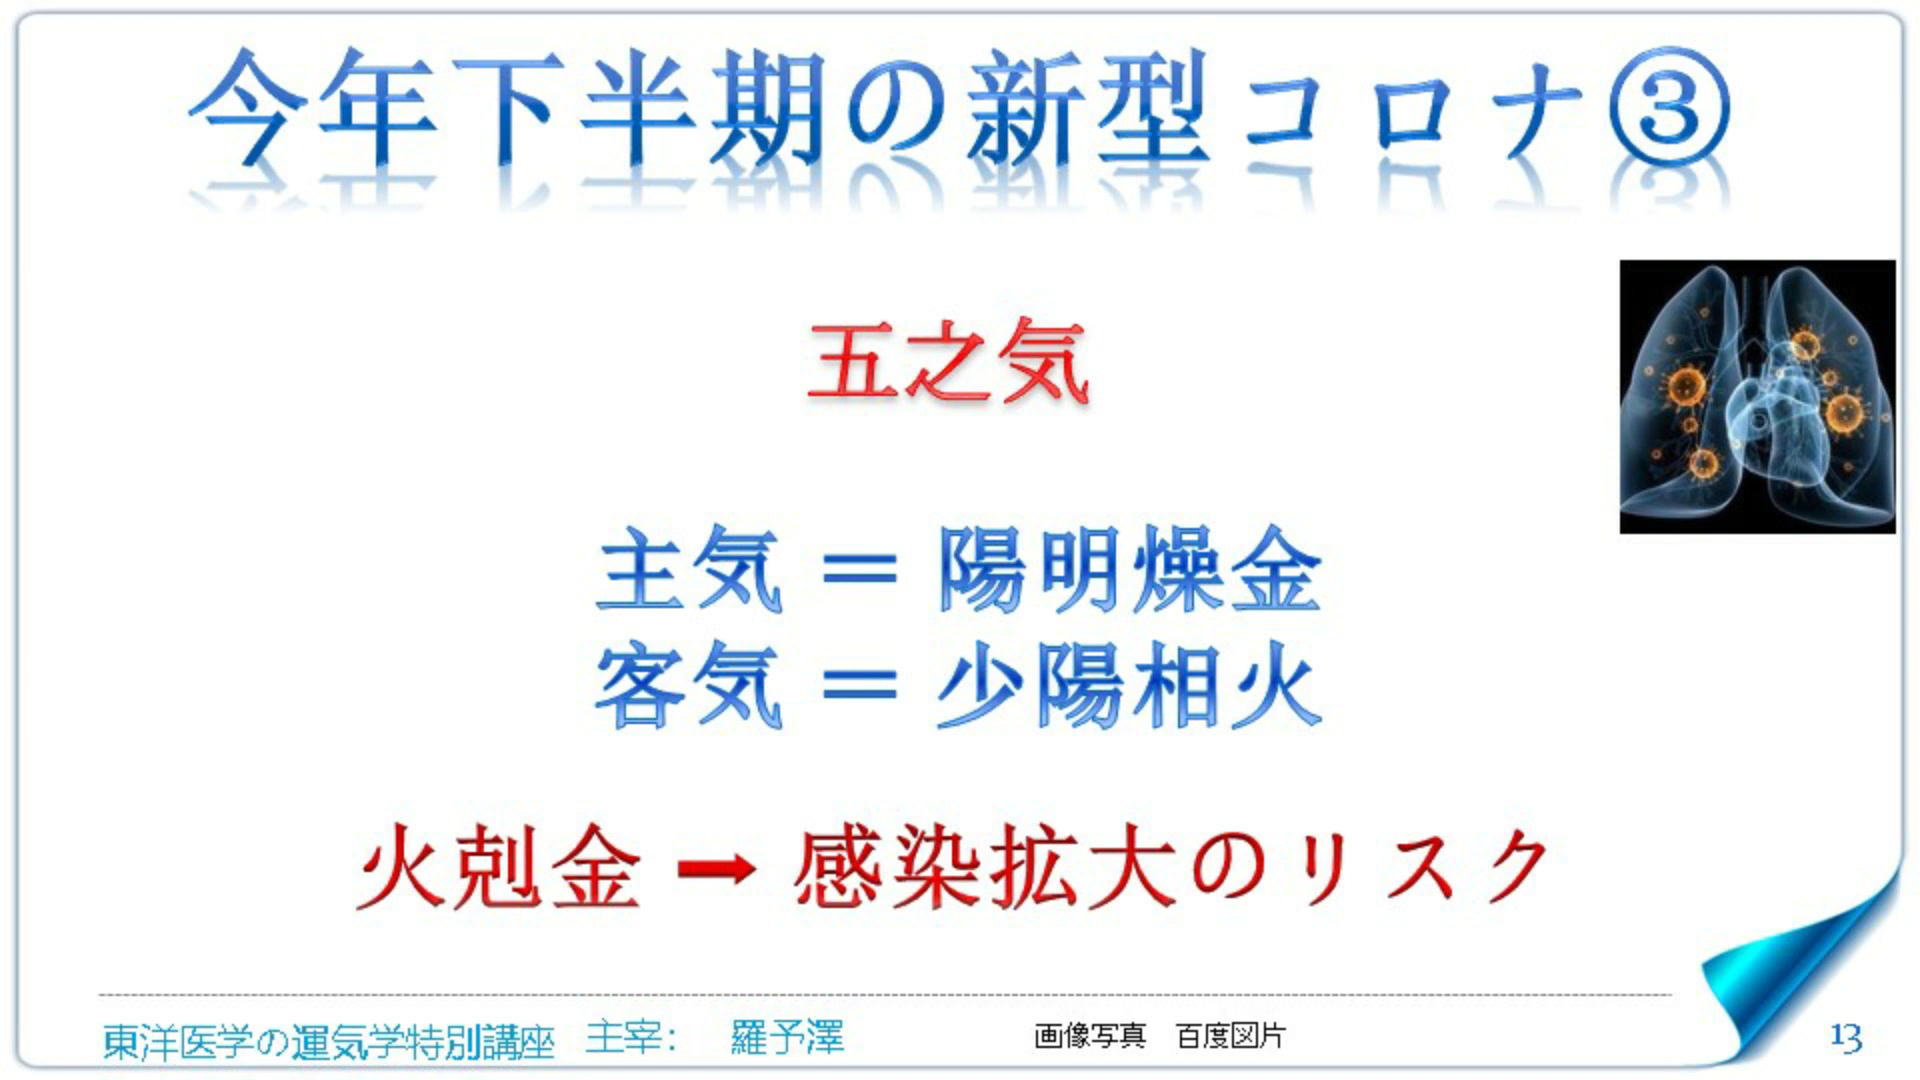 今年下半期の新型コロナ③
五之気
主気 = 陽明燥金
客気 = 少陽相火
火剋金 ➡ 感染拡大のリスク
東洋医学の運気学特別講座 主宰: 羅予澤 画像写真 百度図片 13